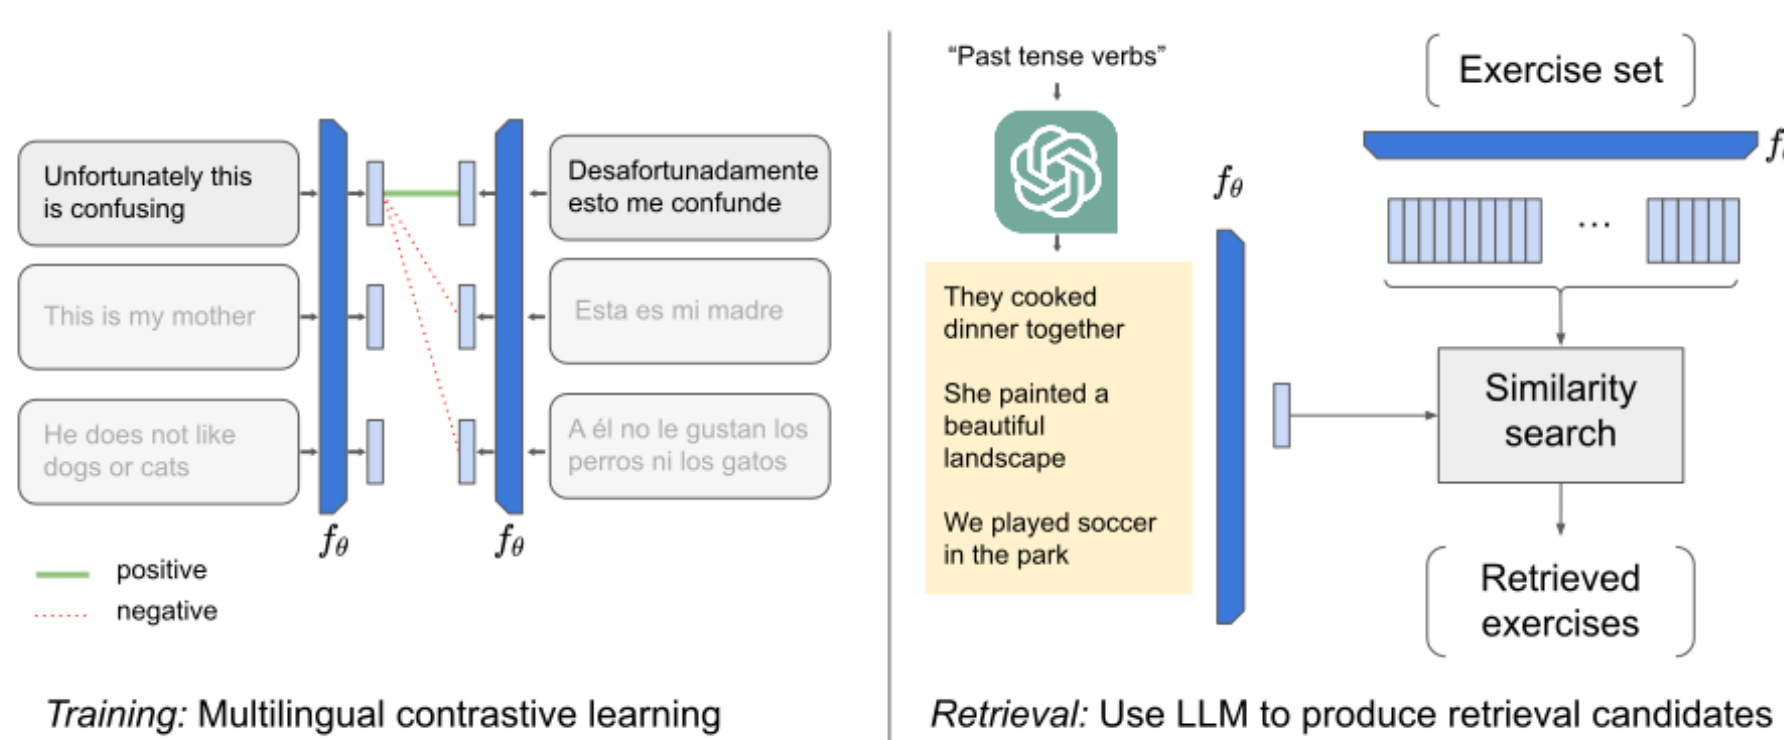 Unfortunately this
is confusing
This is my mother
He does not like
dogs or cats
fθ
fθ
Desafortunadamente
esto me confunde
Esta es mi madre
A él no le gustan los
perros ni los gatos
positive
negative
Training: Multilingual contrastive learning
“Past tense verbs”
They cooked
dinner together
She painted a
beautiful
landscape
We played soccer
in the park
fθ
Exercise set
...
Similarity
search
Retrieved
exercises
Retrieval: Use LLM to produce retrieval candidates